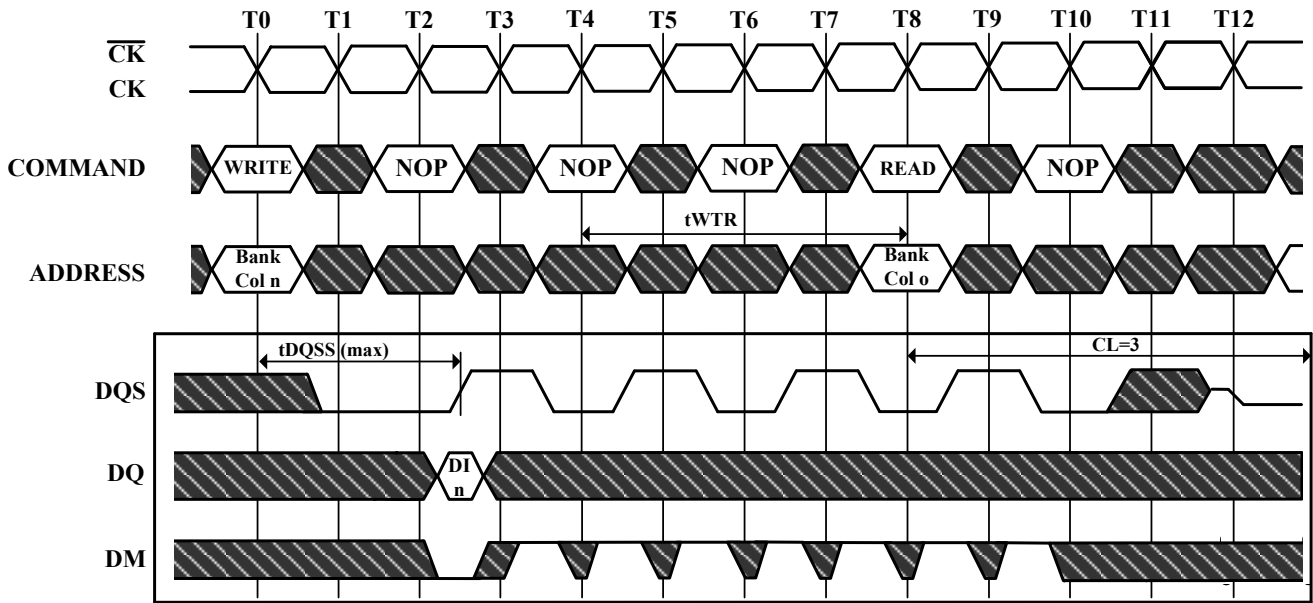 T0 T1 T2 T3 T4 T5 T6 T7 T8 T9 T10 T11 T12
CK
CK
COMMAND WRITE NOP NOP NOP READ NOP
tWTR
ADDRESS Bank Col n Bank Col o
tDQSS (max) CL=3
DQS
DQ DI n
DM